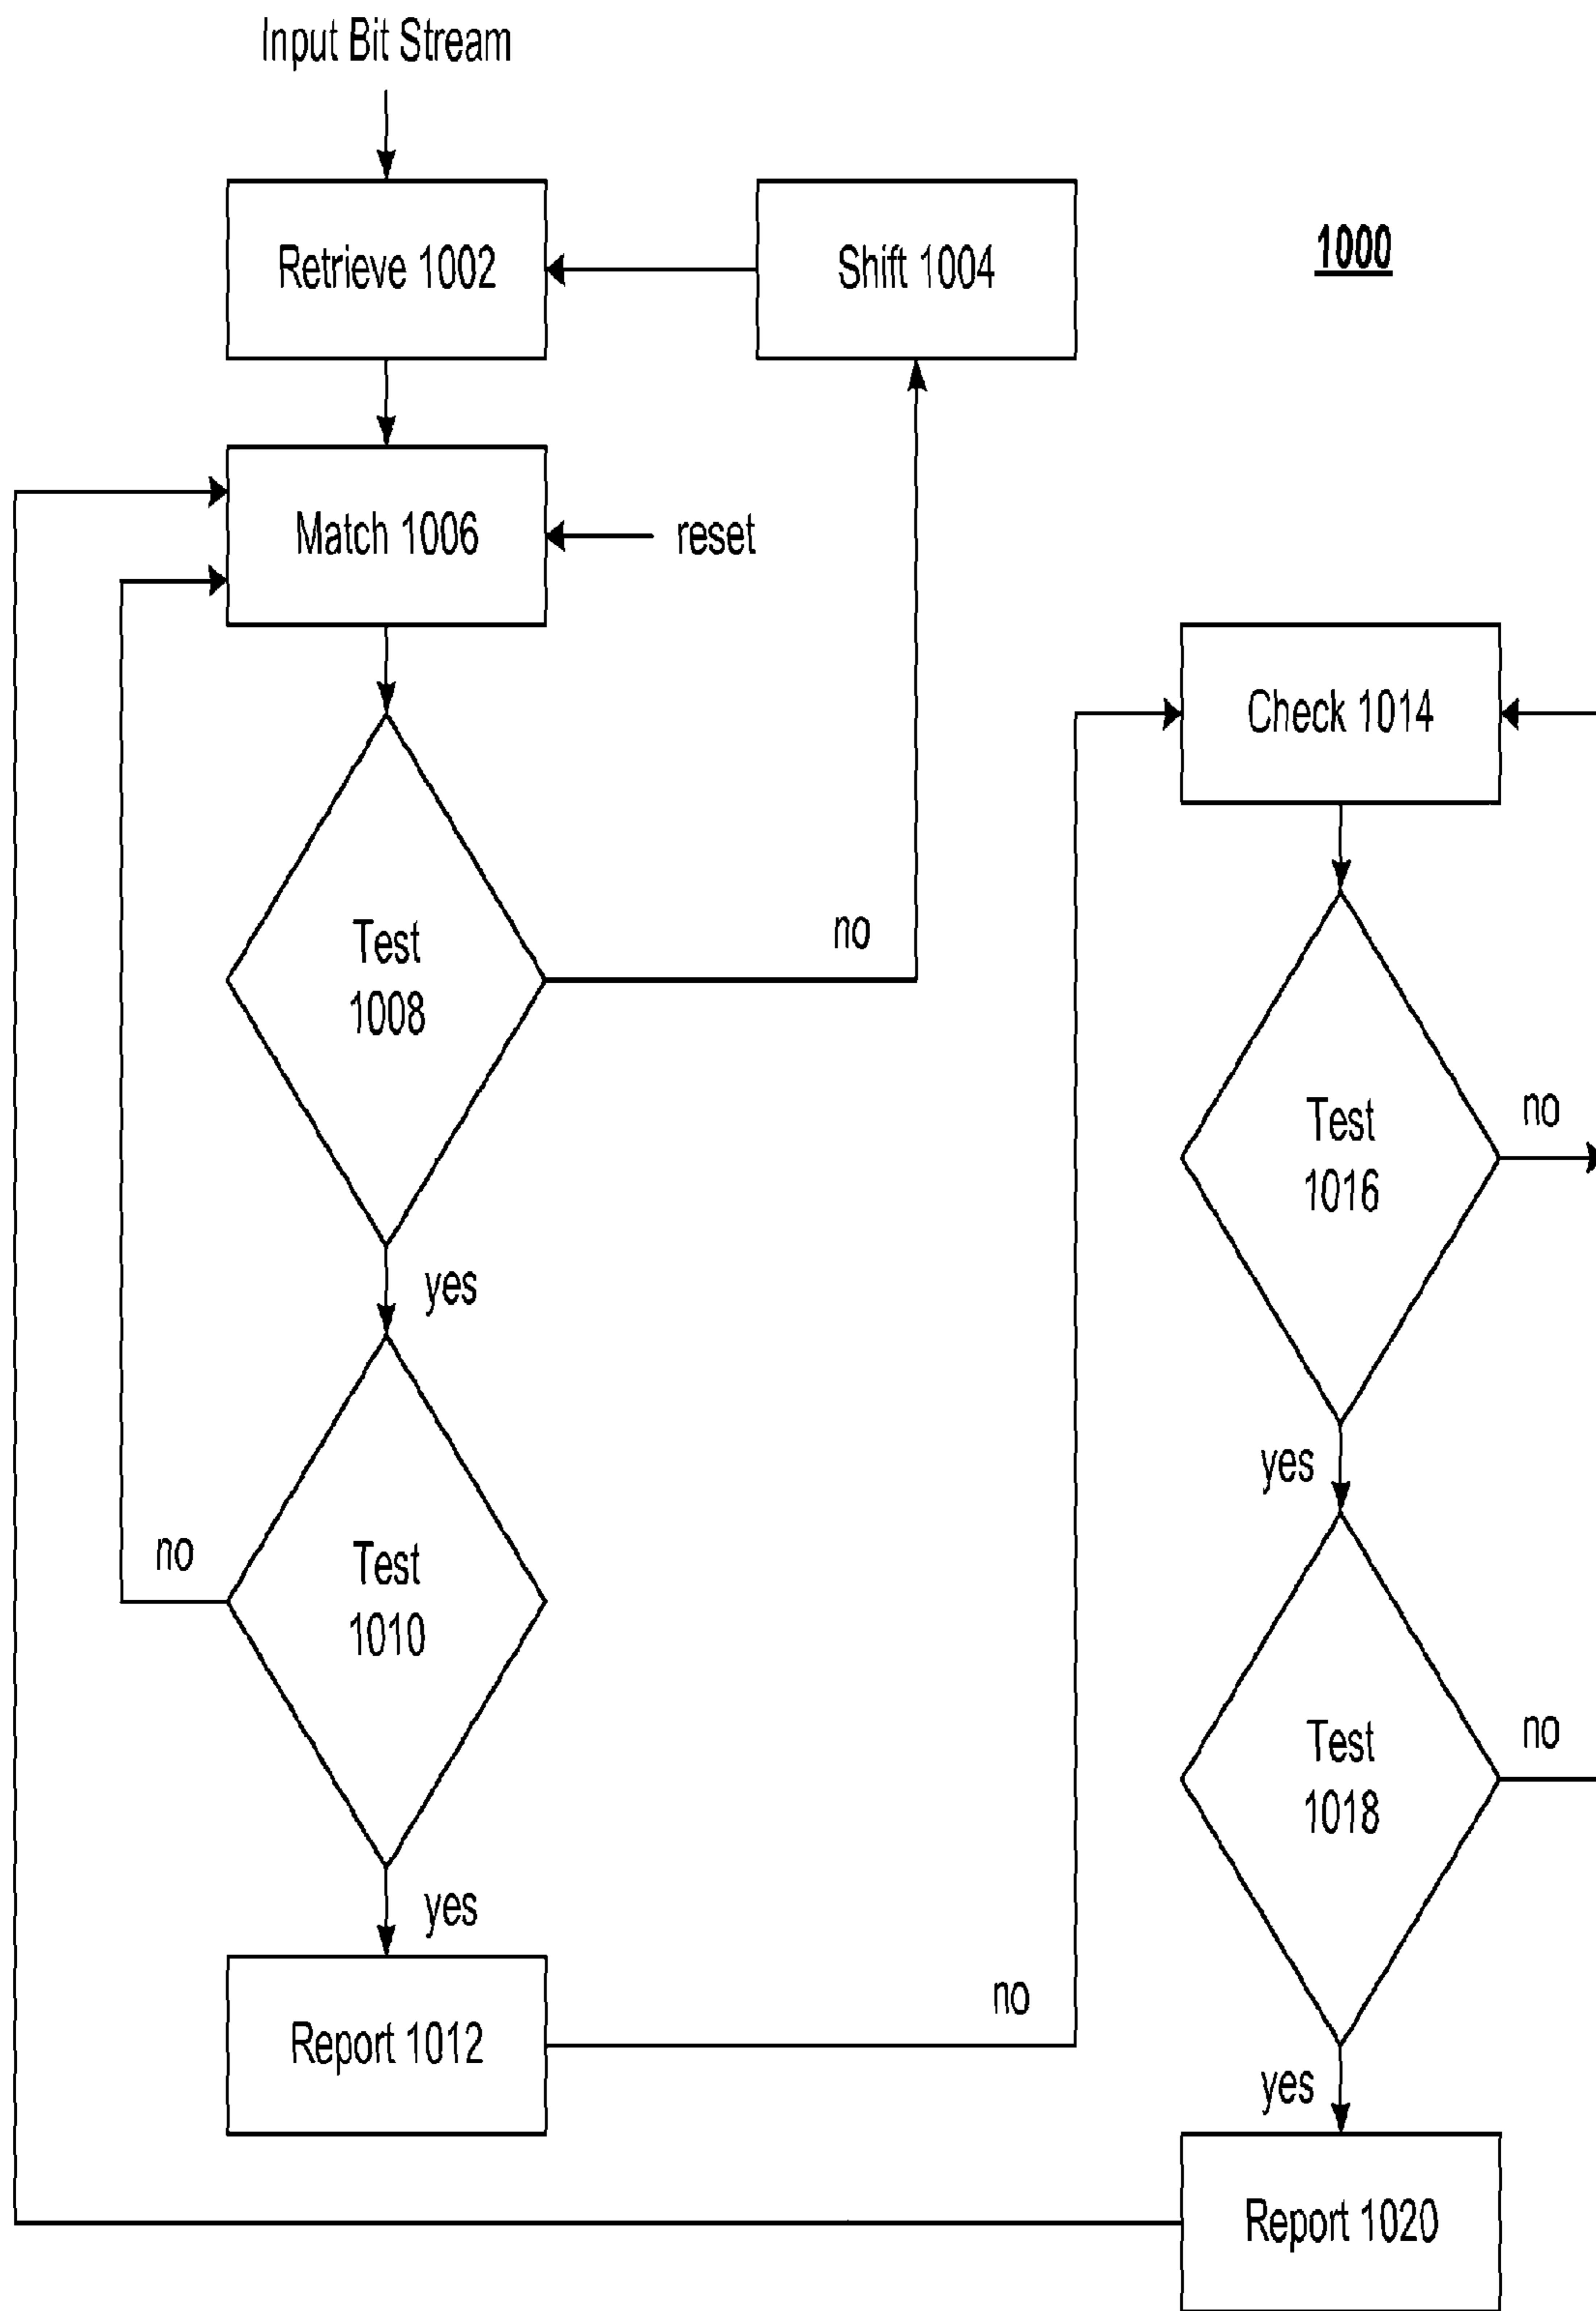 Input Bit Stream
Retrieve 1002
Shift 1004
1000
Match 1006
reset
Check 1014
Test
1008
no
Test
1016
no
yes
yes
Test
1010
no
Test
1018
no
yes
Report 1012
no
yes
Report 1020